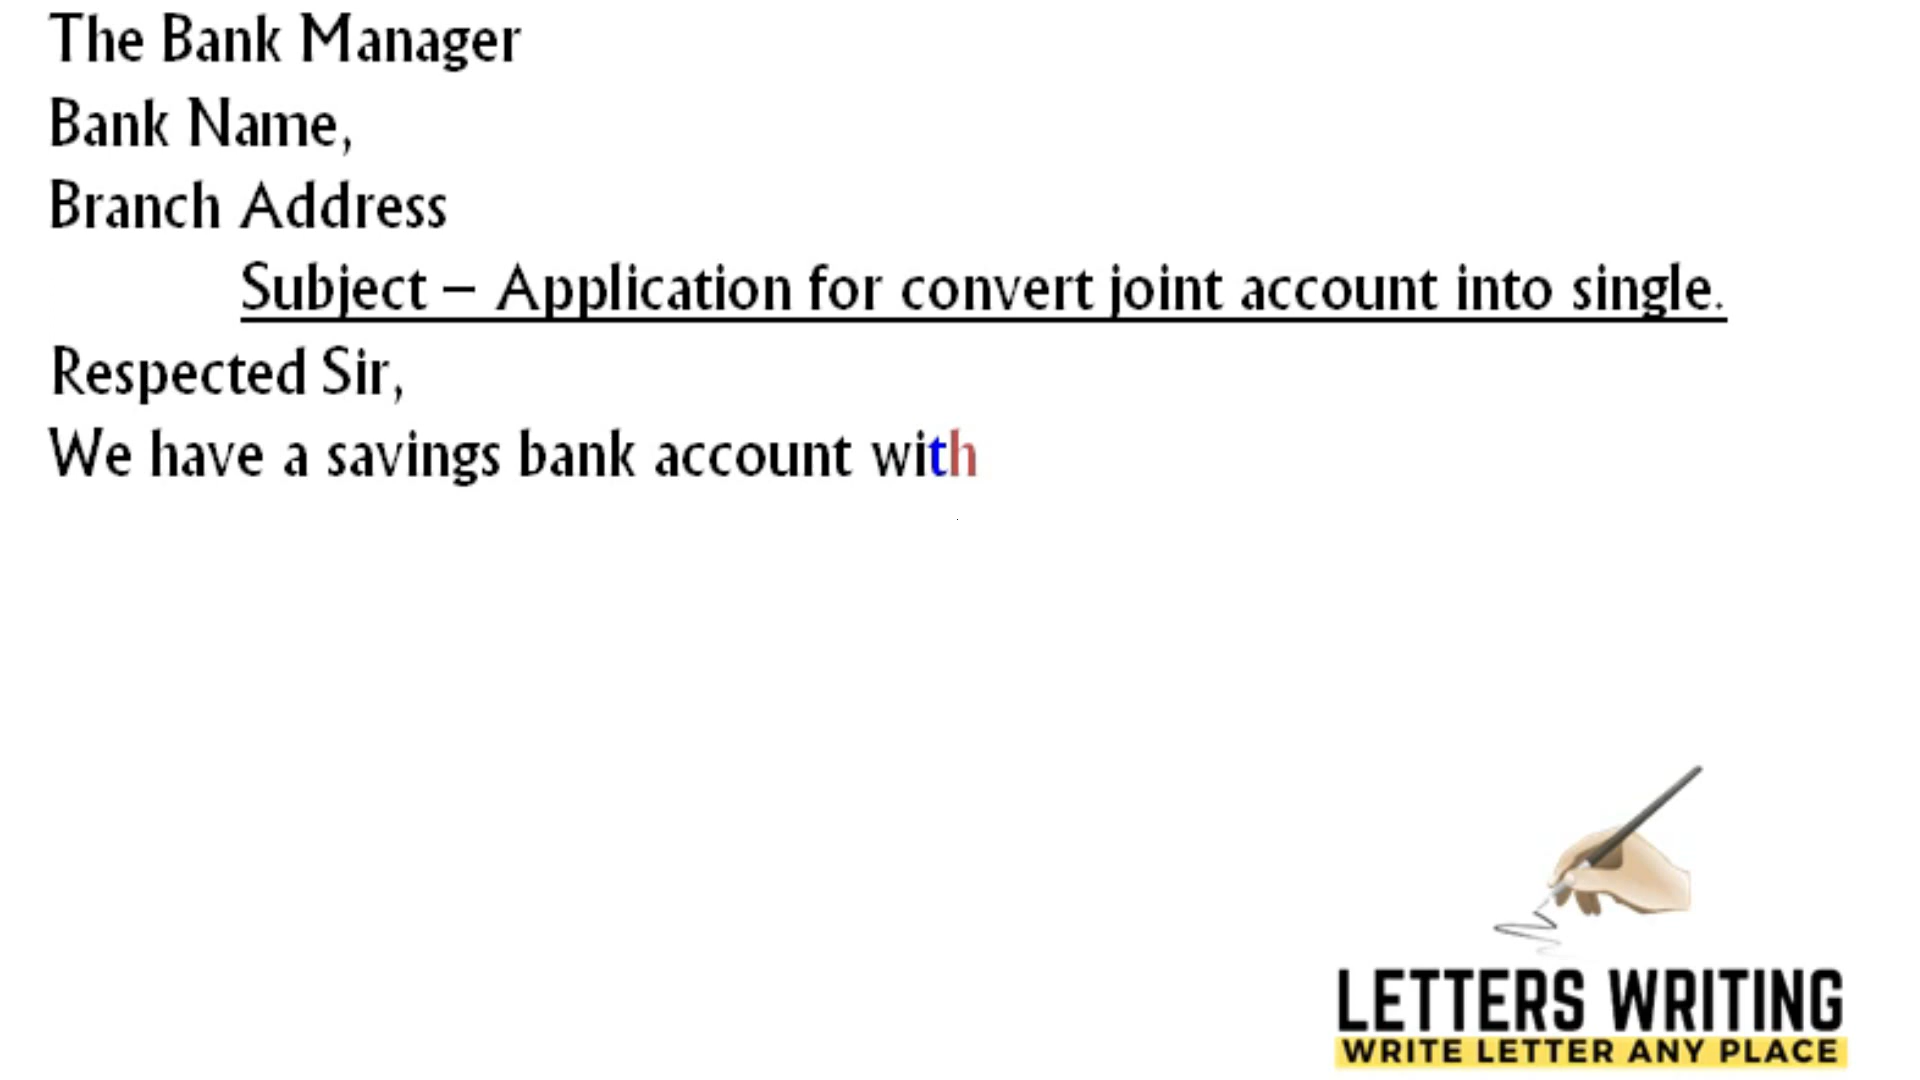 The Bank Manager
Bank Name,
Branch Address
Subject – Application for convert joint account into single.
Respected Sir,
We have a savings bank account with
LETTERS WRITING
WRITE LETTER ANY PLACE